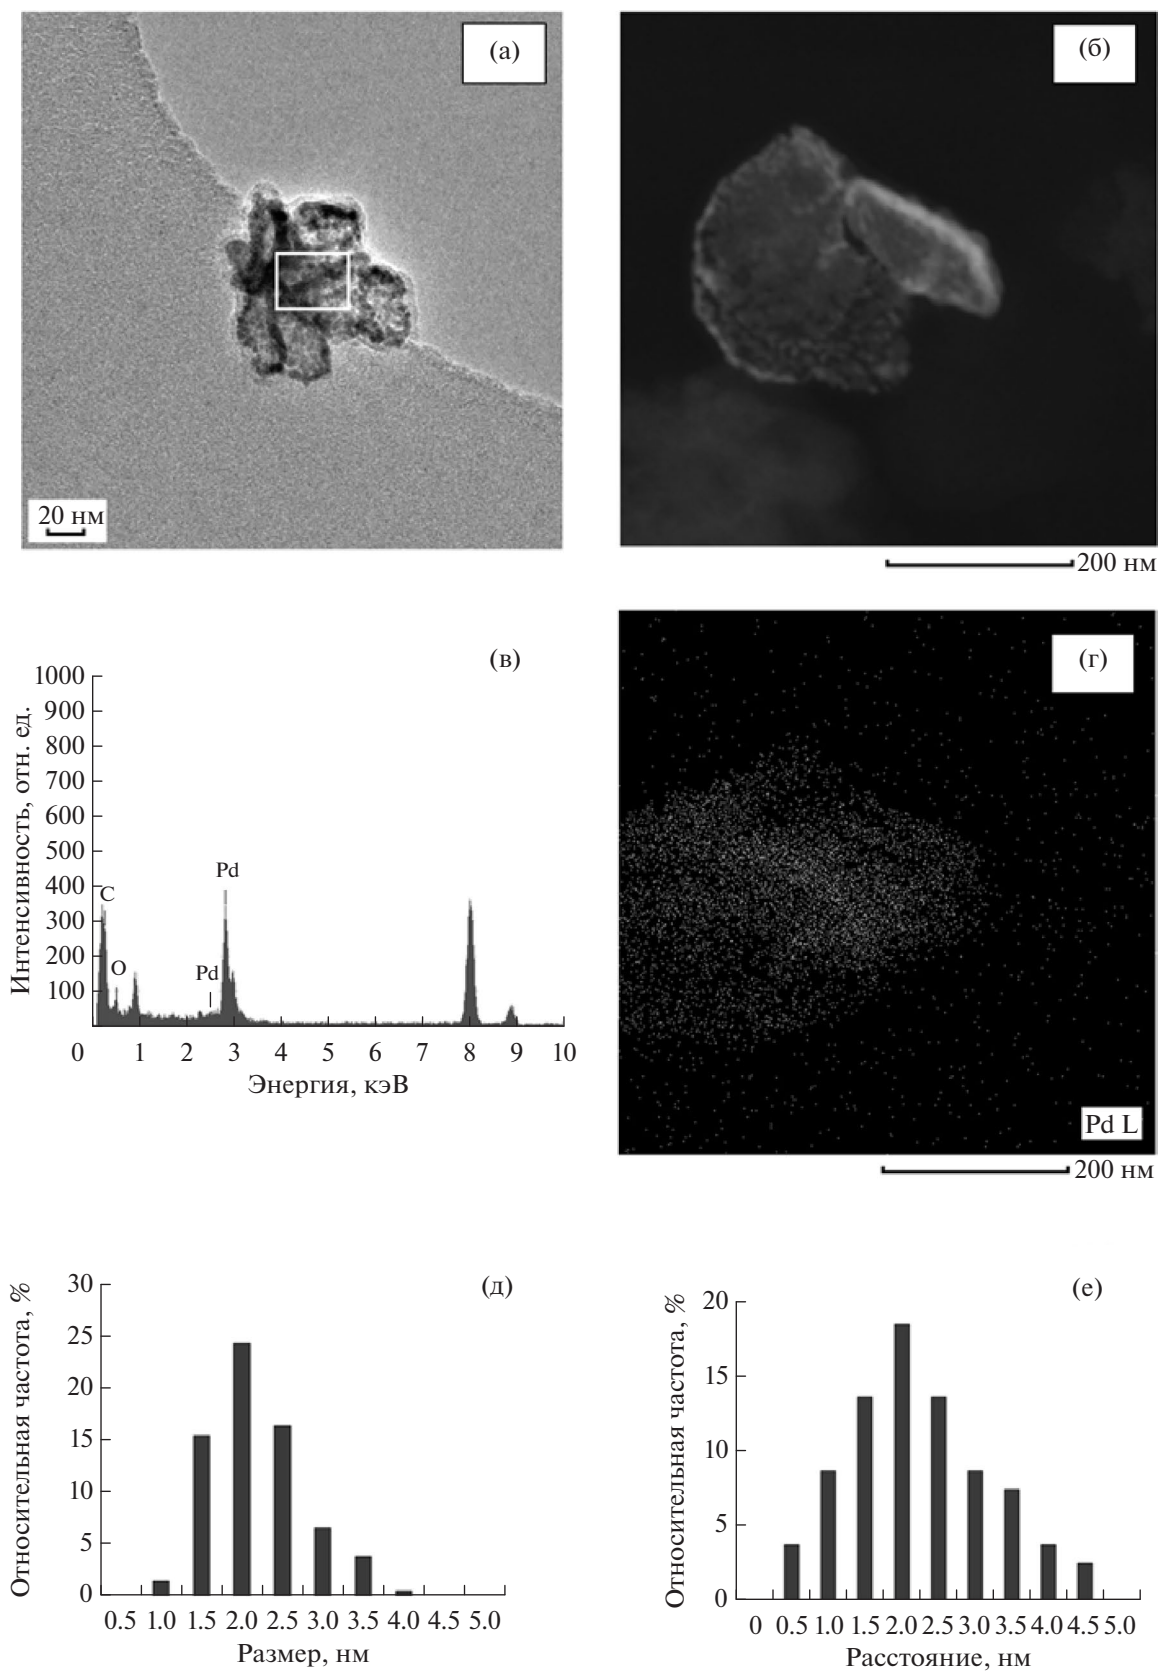 (а)
20 нм
(б)
200 нм
(в)
Интенсивность, отн. ед.
1000
900
800
700
600
500
400
300
200
100
C
O
Pd
Pd
0 1 2 3 4 5 6 7 8 9 10
Энергия, кэВ
(г)
Pd L
200 нм
(д)
Относительная частота, %
30
25
20
15
10
5
0
0.5 1.0 1.5 2.0 2.5 3.0 3.5 4.0 4.5 5.0
Размер, нм
(е)
Относительная частота, %
20
15
10
5
0
0 0.5 1.0 1.5 2.0 2.5 3.0 3.5 4.0 4.5 5.0
Расстояние, нм